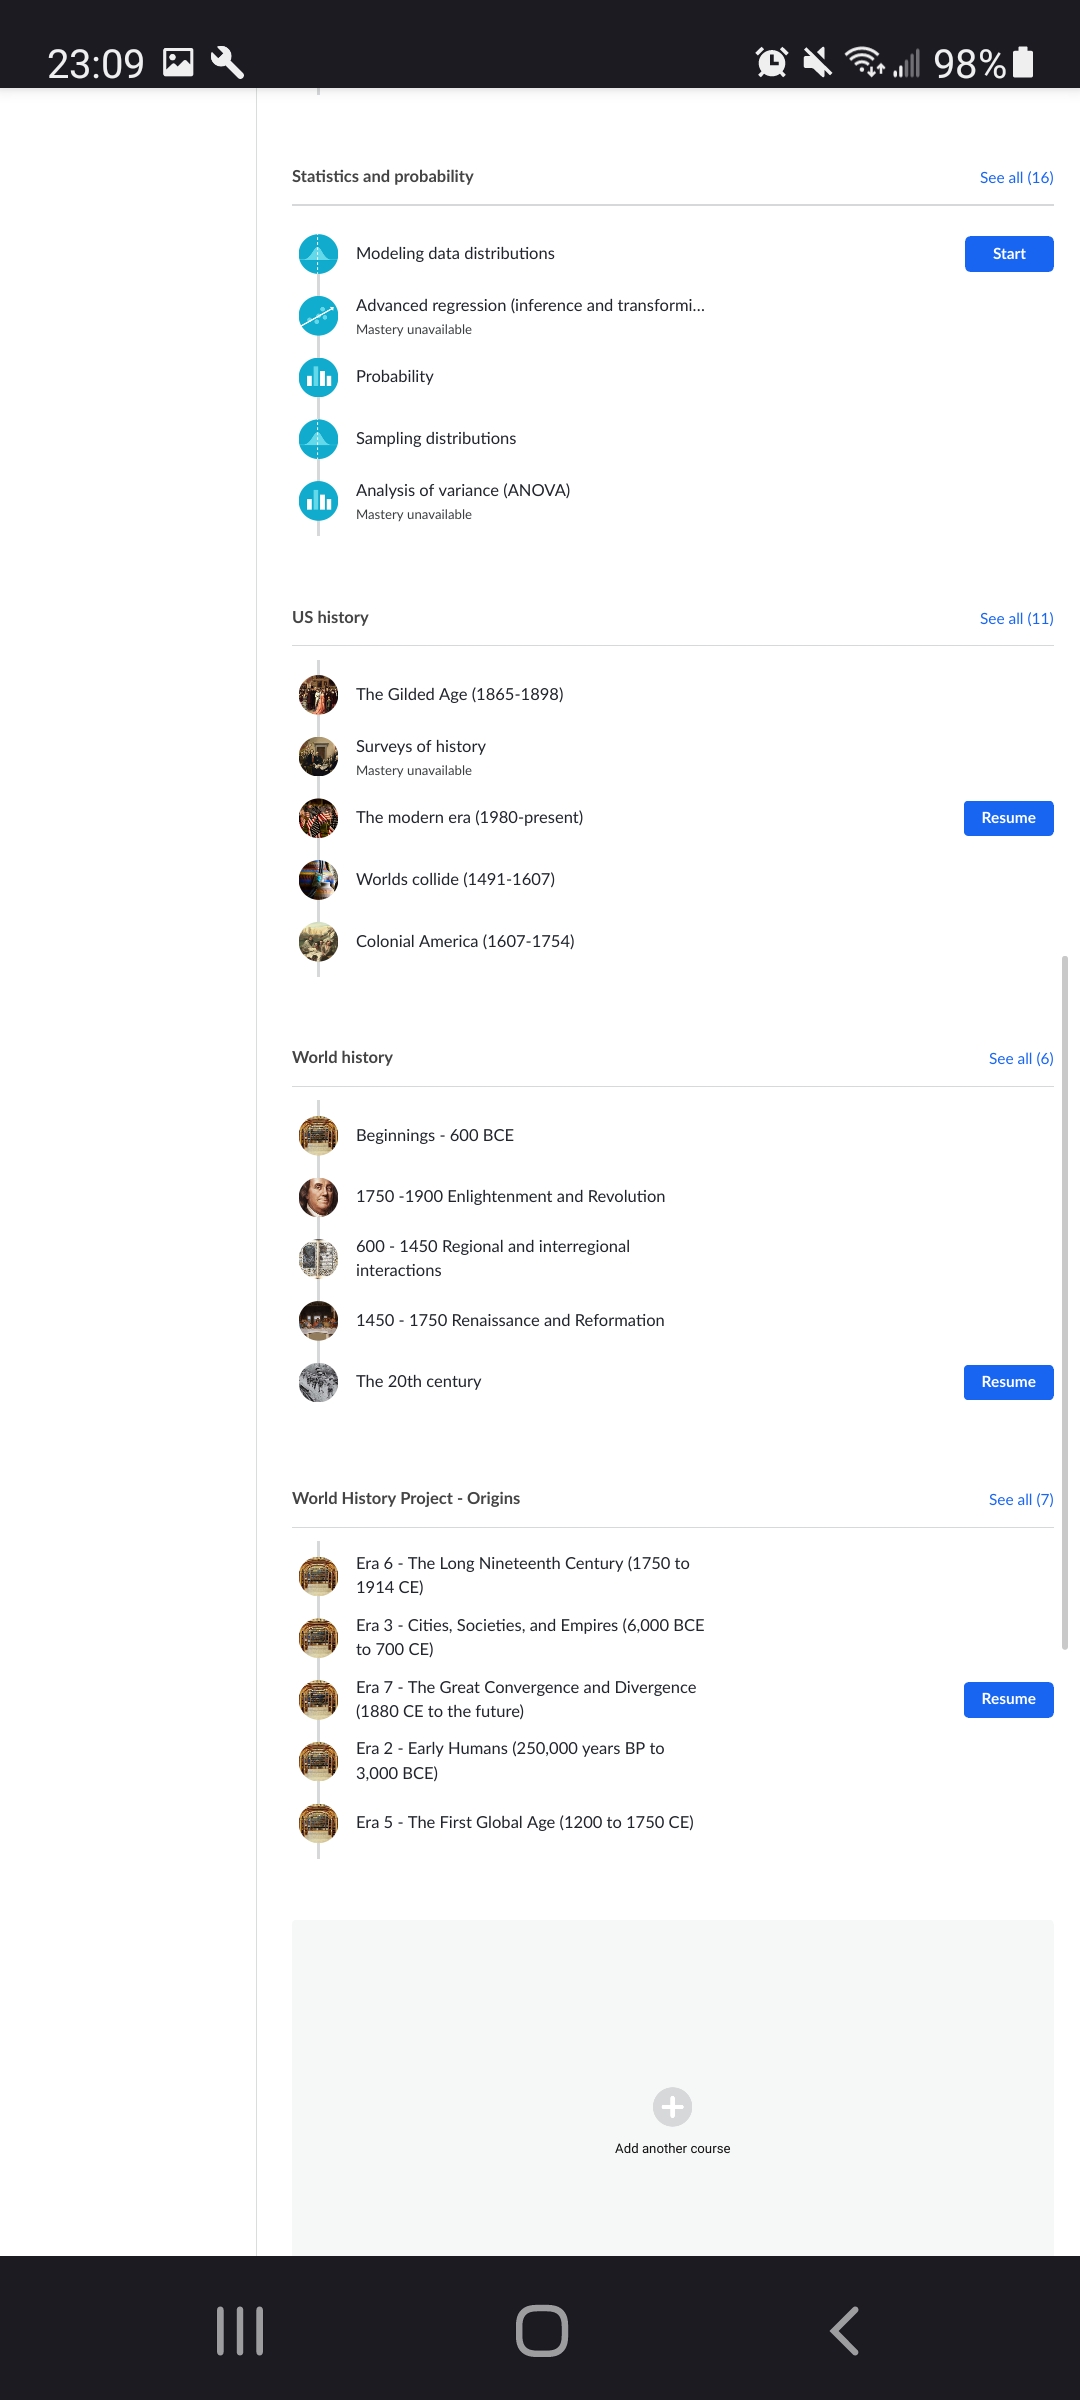 23:09
98%
Statistics and probability
See all (16)
Modeling data distributions
Start
Advanced regression (inference and transformi...
Mastery unavailable
Probability
Sampling distributions
Analysis of variance (ANOVA)
Mastery unavailable
US history
See all (11)
The Gilded Age (1865-1898)
Surveys of history
Mastery unavailable
The modern era (1980-present)
Resume
Worlds collide (1491-1607)
Colonial America (1607-1754)
World history
See all (6)
Beginnings - 600 BCE
1750 -1900 Enlightenment and Revolution
600 - 1450 Regional and interregional
interactions
1450 - 1750 Renaissance and Reformation
The 20th century
Resume
World History Project - Origins
See all (7)
Era 6 - The Long Nineteenth Century (1750 to
1914 CE)
Era 3 - Cities, Societies, and Empires (6,000 BCE
to 700 CE)
Era 7 - The Great Convergence and Divergence
(1880 CE to the future)
Resume
Era 2 - Early Humans (250,000 years BP to
3,000 BCE)
Era 5 - The First Global Age (1200 to 1750 CE)
Add another course